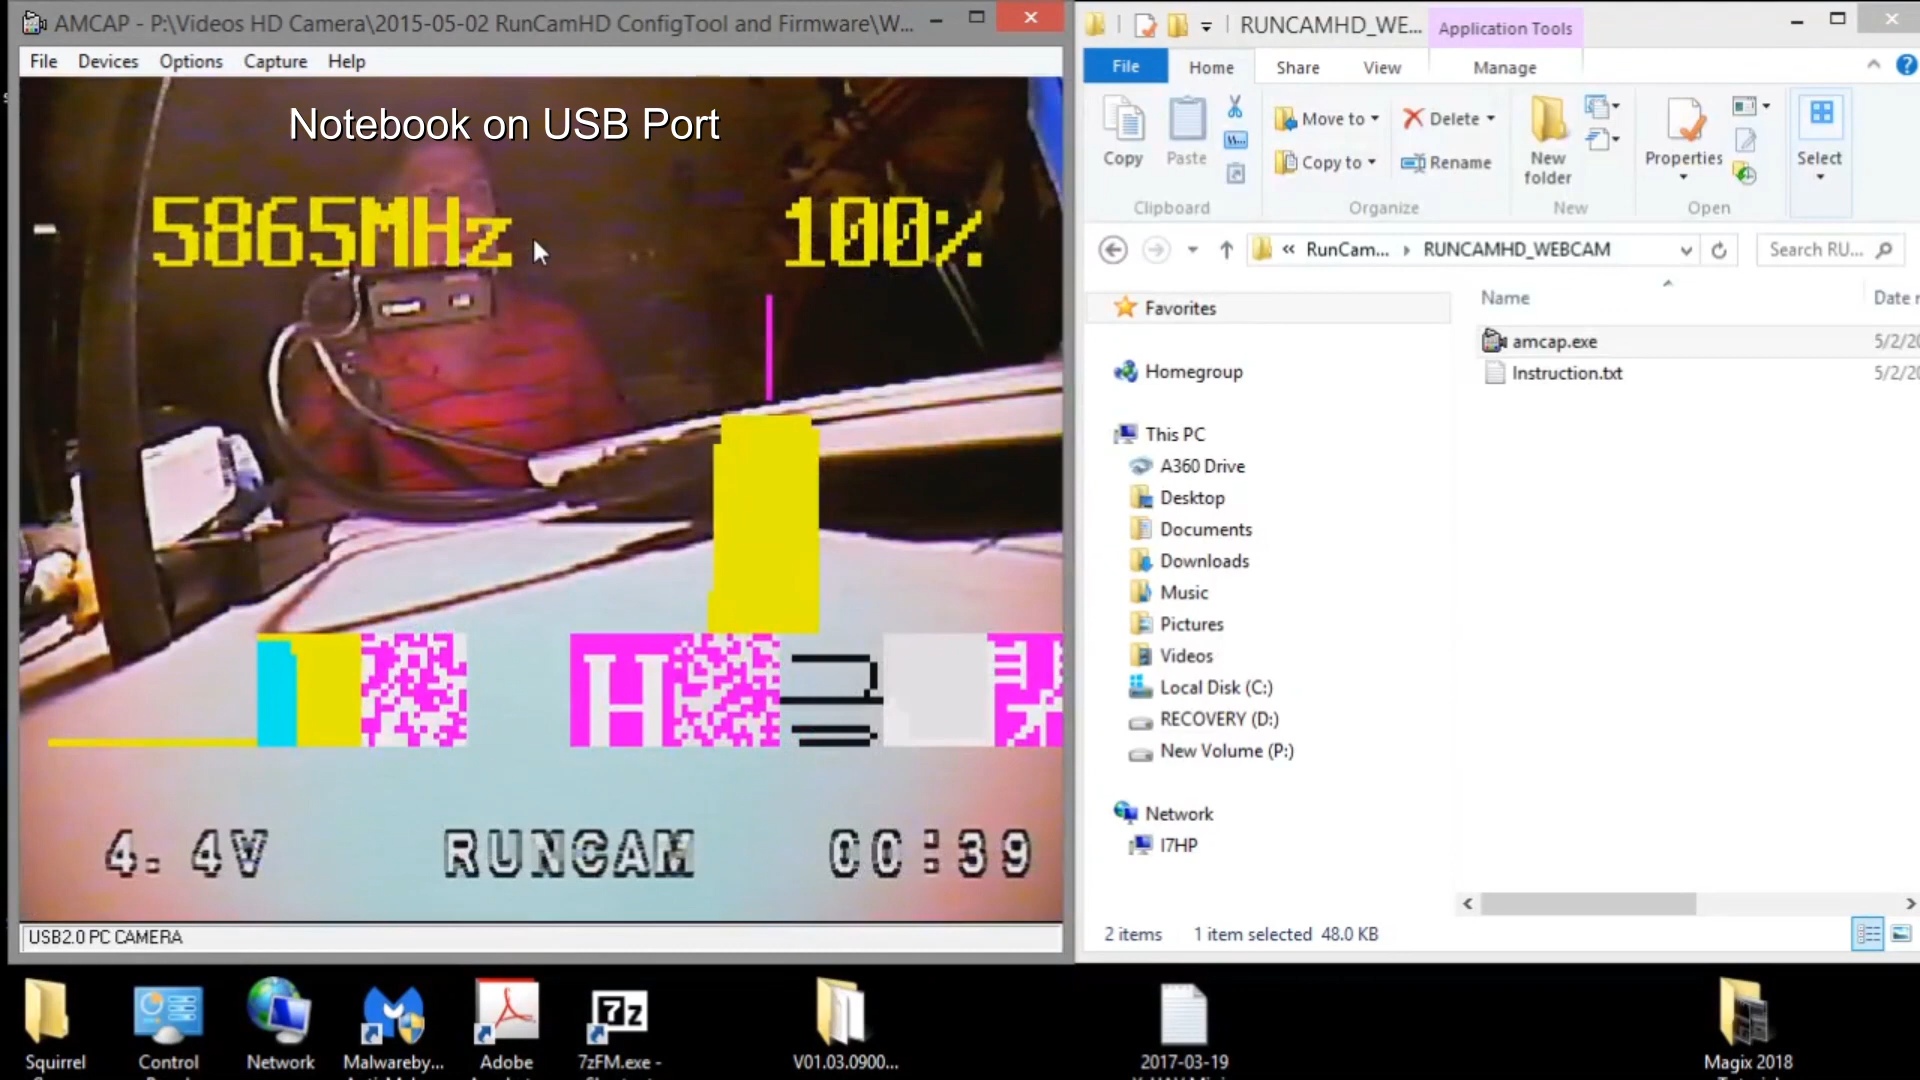 AMCAP - P:\Videos HD Camera\2015-05-02 RunCamHD ConfigTool and Firmware\W...
File Devices Options Capture Help
Notebook on USB Port
5865MHz 100%
H
4.4V RUNCAM 00:39
USB2.0 PC CAMERA
RUNCAMHD_WE... Application Tools
File Home Share View Manage
Copy Paste Move to Copy to Delete Rename New folder Properties Select
Clipboard Organize New Open
« RunCam... RUNCAMHD_WEBCAM Search RU...
Name Date
amcap.exe 5/2/20
Instruction.txt 5/2/20
Favorites
Homegroup
This PC
A360 Drive
Desktop
Documents
Downloads
Music
Pictures
Videos
Local Disk (C:)
RECOVERY (D:)
New Volume (P:)
Network
I7HP
2 items 1 item selected 48.0 KB
Squirrel Control Network Malwareby... Adobe 7zFM.exe - V01.03.0900... 2017-03-19 Magix 2018
7z